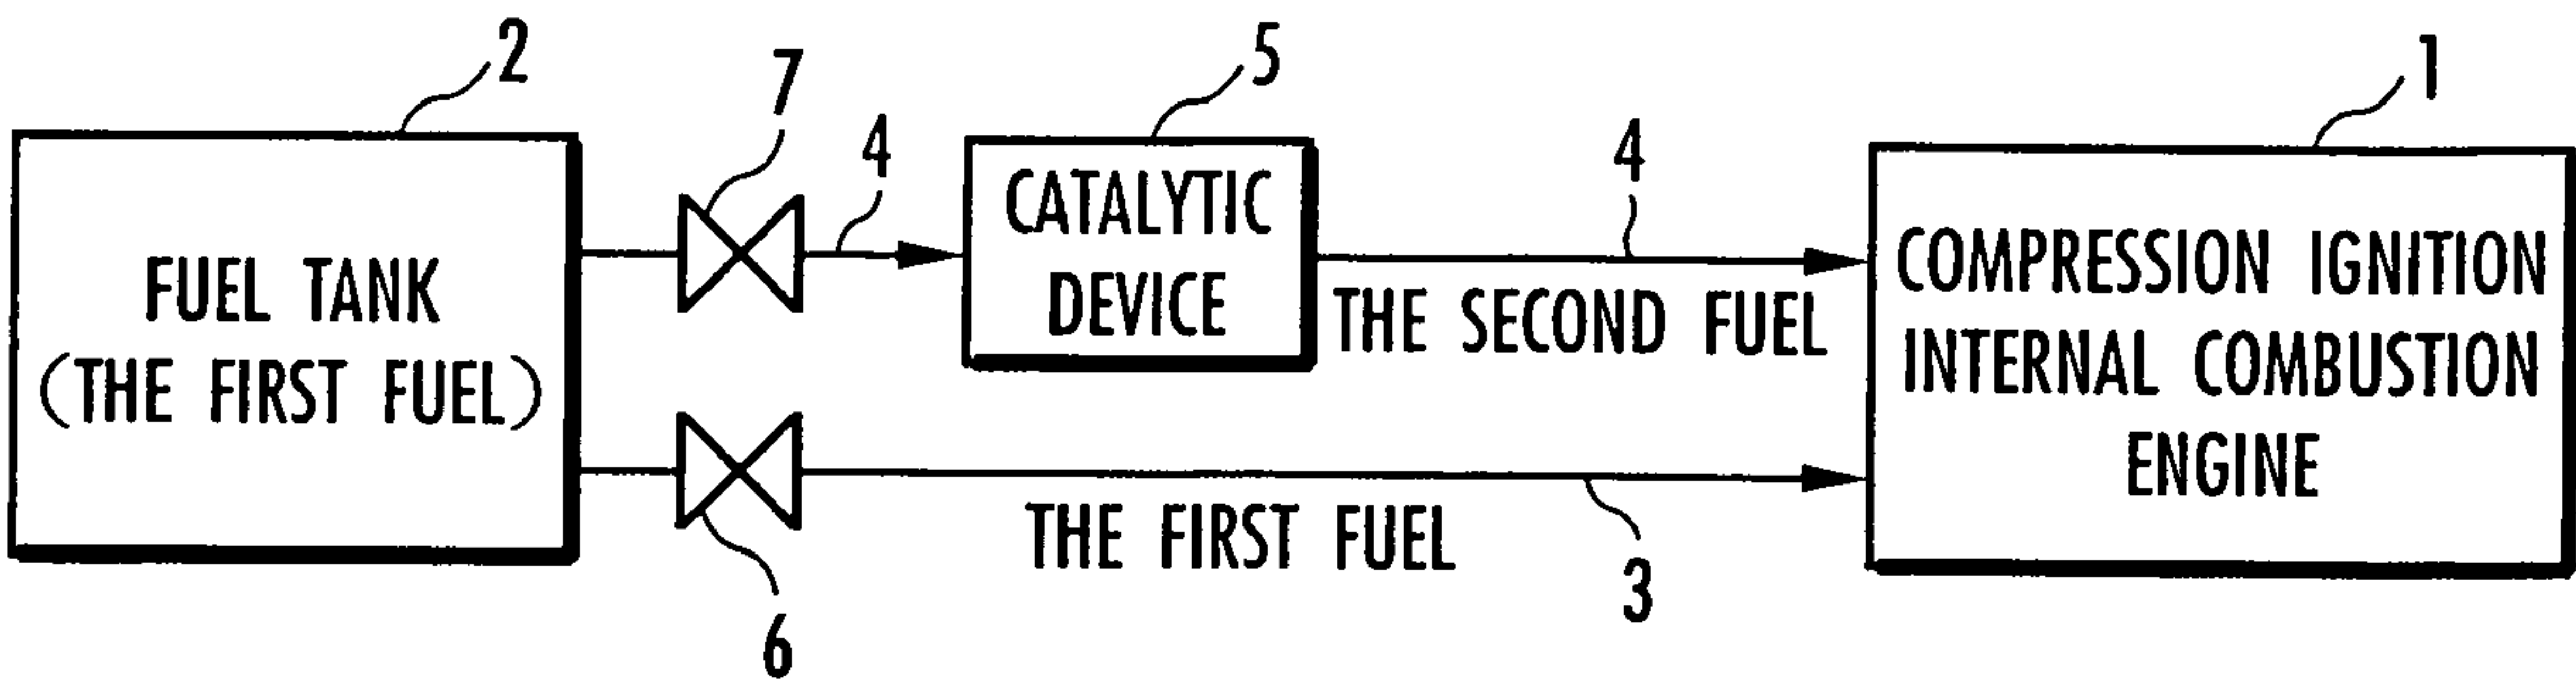 2
7
4
5
4
1
FUEL TANK
(THE FIRST FUEL)
CATALYTIC
DEVICE
THE SECOND FUEL
COMPRESSION IGNITION
INTERNAL COMBUSTION
ENGINE
THE FIRST FUEL
6
3